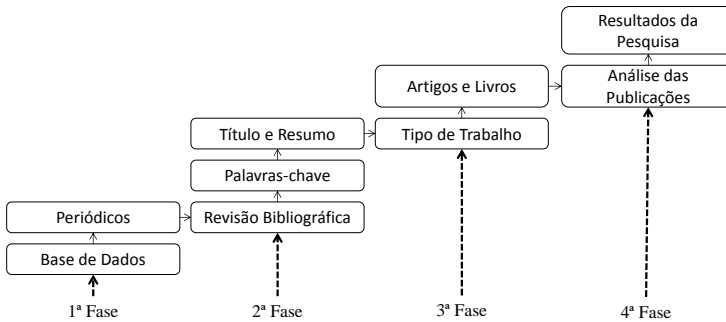 Resultados da
Pesquisa
Artigos e Livros
Análise das
Publicações
Título e Resumo
Tipo de Trabalho
Palavras-chave
Periódicos
Revisão Bibliográfica
Base de Dados
1ª Fase
2ª Fase
3ª Fase
4ª Fase